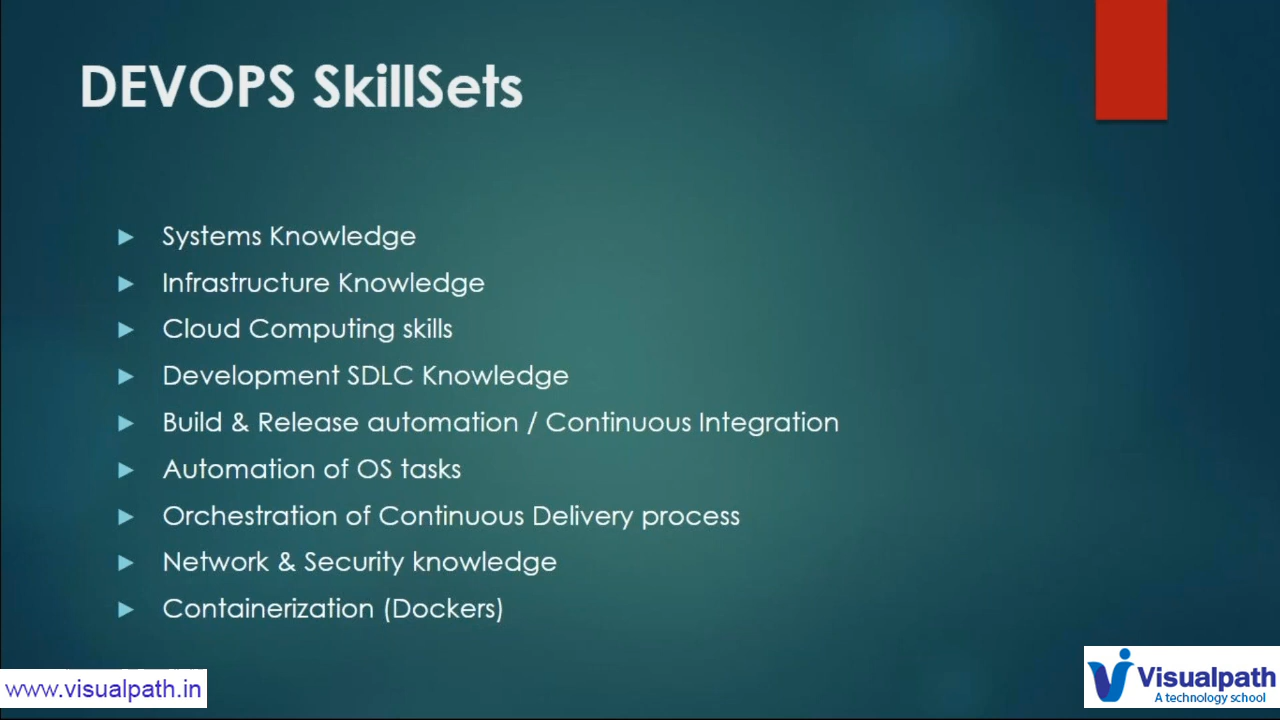 DEVOPS SkillSets
Systems Knowledge
Infrastructure Knowledge
Cloud Computing skills
Development SDLC Knowledge
Build & Release automation / Continuous Integration
Automation of OS tasks
Orchestration of Continuous Delivery process
Network & Security knowledge
Containerization (Dockers)
www.visualpath.in
Visualpath
A technology school